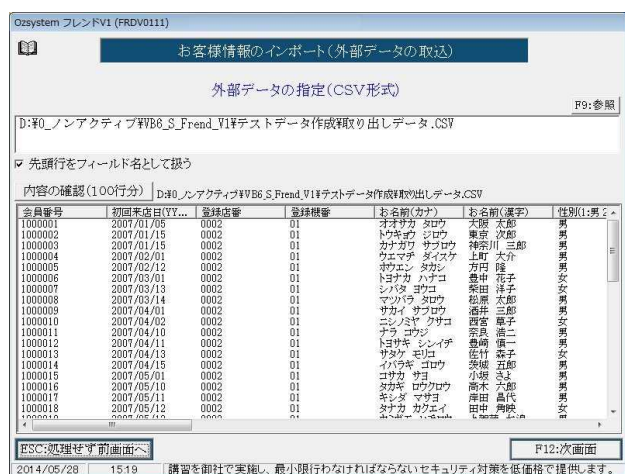 Ozsystem フレンドV1 (FRDV0111)
お客様情報のインポート(外部データの取込)
外部データの指定(CSV形式)
F9:参照
D:¥0_ノンアクティブ¥VB6_S_Frend_V1¥テストデータ作成¥取り出しデータ.CSV
先頭行をフィールド名として扱う
内容の確認(100行分) D:¥0_ノンアクティブ¥VB6_S_Frend_V1¥テストデータ作成¥取り出しデータ.CSV
会員番号 初回来店日(YY... 登録店番 登録機番 お名前(カナ) お名前(漢字) 性別(1:男 2
1000001 2007/01/05 0002 01 オオサカ タロウ 大阪 太郎 男
1000002 2007/01/15 0002 01 トウキョウ ジロウ 東京 次郎 男
1000003 2007/01/15 0002 01 カナガワ サブロウ 神奈川 三郎 男
1000004 2007/02/01 0002 01 ウエマチ ダイスケ 上町 大介 男
1000005 2007/02/12 0002 01 ホウエン タカシ 方円 隆 男
1000006 2007/03/01 0002 01 トヨナカ ハナコ 豊中 花子 女
1000007 2007/03/13 0002 01 シバタ ヨウコ 柴田 洋子 女
1000008 2007/03/14 0002 01 マツバラ タロウ 松原 太郎 男
1000009 2007/04/01 0002 01 サカイ サブロウ 酒井 三郎 男
1000010 2007/04/02 0002 01 ニシノミヤ クサコ 西宮 草子 女
1000011 2007/04/10 0002 01 ナラ コウジ 奈良 浩二 男
1000012 2007/04/11 0002 01 トヨサキ シンイチ 豊崎 慎一 男
1000013 2007/04/13 0002 01 サタケ モリコ 佐竹 森子 女
1000014 2007/04/15 0002 01 イバラギ ゴロウ 茨城 五郎 男
1000015 2007/05/01 0002 01 コサカ サヨ 小坂 さよ 男
1000016 2007/05/10 0002 01 タカギ ロクロウ 高木 六郎 男
1000017 2007/05/11 0002 01 キシダ マサヨ 岸田 昌代 男
1000018 2007/05/12 0002 01 タナカ カクエイ 田中 角映 女
ESC:処理せず前画面へ F12:次画面
2014/05/28 15:19 講習を御社で実施し、最小限行わなければならないセキュリティ対策を低価格で提供します。